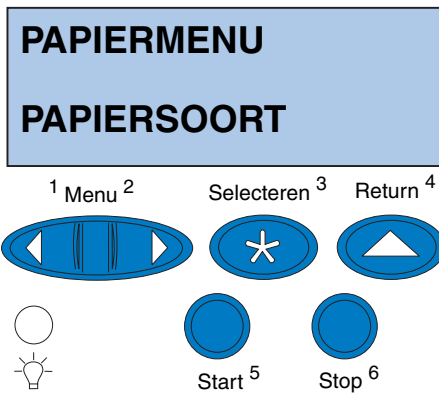 PAPIERMENU
PAPIERSOORT
1 Menu 2 Selecteren 3 Return 4
Start 5 Stop 6